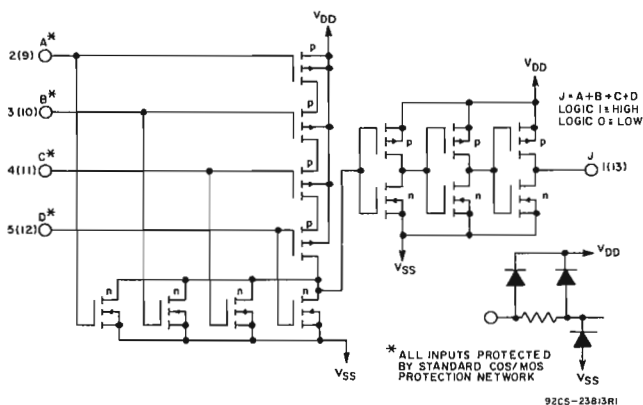 A*
2(9)
B*
3(10)
C*
4(11)
D*
5(12)
p
p
p
p
n
n
n
n
VDD
VSS
VDD
p
p
p
n
n
n
VSS
J
1(13)
J=A+B+C+D
LOGIC 1≡HIGH
LOGIC 0≡LOW
VDD
VSS
*ALL INPUTS PROTECTED
BY STANDARD COS/MOS
PROTECTION NETWORK
92CS-23813R1